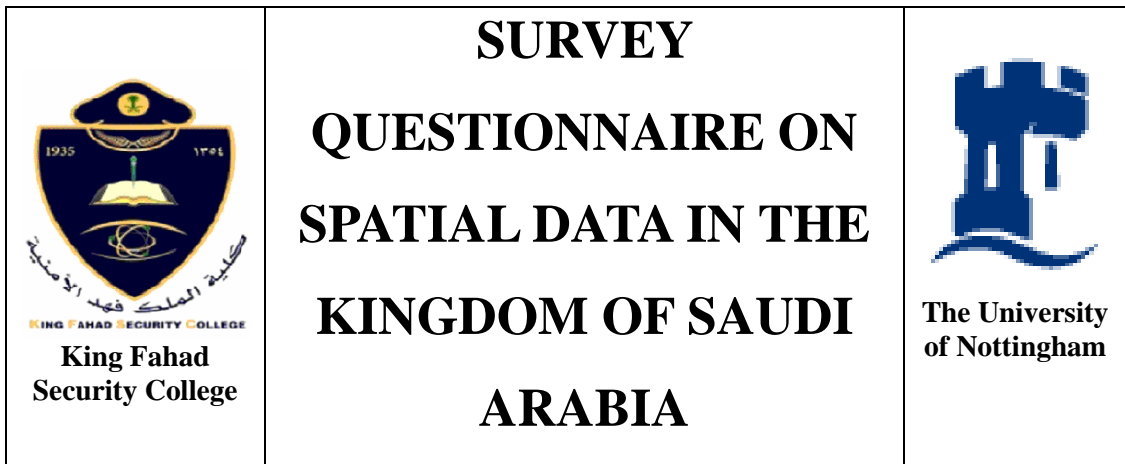 1935 ١٣٥٤
كلية الملك فهد الأمنية
KING FAHAD SECURITY COLLEGE
King Fahad
Security College
SURVEY
QUESTIONNAIRE ON
SPATIAL DATA IN THE
KINGDOM OF SAUDI
ARABIA
The University
of Nottingham